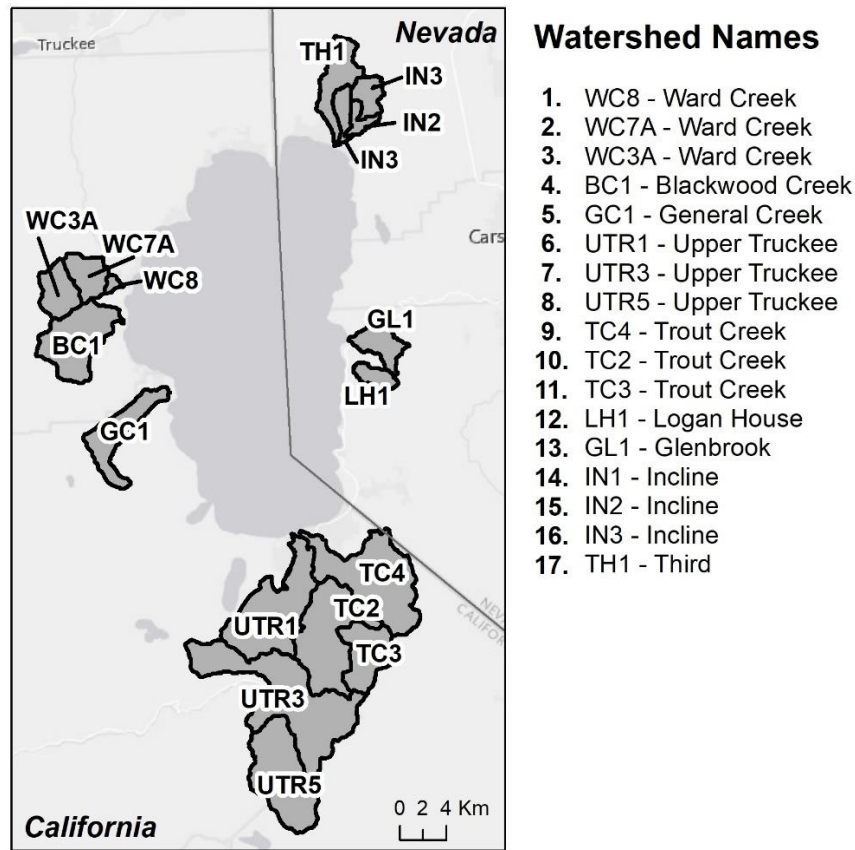 Truckee
Nevada
TH1
IN3
IN2
IN3
WC3A
WC7A
WC8
BC1
Cars
GL1
LH1
GC1
TC4
TC2
UTR1
TC3
UTR3
UTR5
NEVA
CALIFOR
0 2 4 Km
California
Watershed Names
1. WC8 - Ward Creek
2. WC7A - Ward Creek
3. WC3A - Ward Creek
4. BC1 - Blackwood Creek
5. GC1 - General Creek
6. UTR1 - Upper Truckee
7. UTR3 - Upper Truckee
8. UTR5 - Upper Truckee
9. TC4 - Trout Creek
10. TC2 - Trout Creek
11. TC3 - Trout Creek
12. LH1 - Logan House
13. GL1 - Glenbrook
14. IN1 - Incline
15. IN2 - Incline
16. IN3 - Incline
17. TH1 - Third